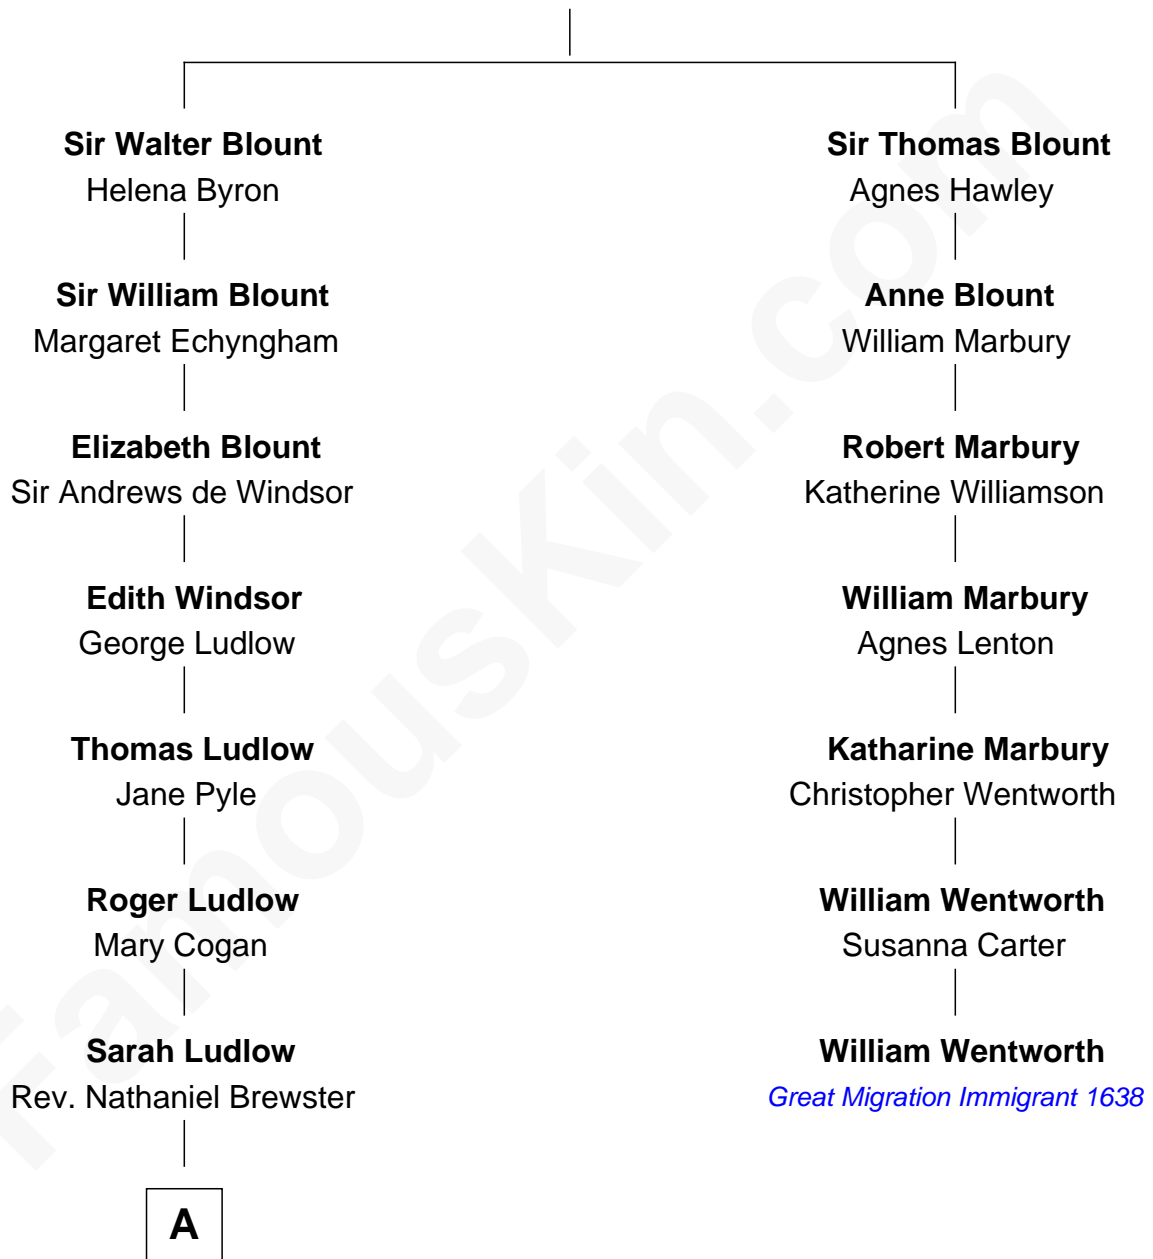 Sir Walter Blount
Helena Byron
Sir William Blount
Margaret Echyngham
Elizabeth Blount
Sir Andrews de Windsor
Edith Windsor
George Ludlow
Thomas Ludlow
Jane Pyle
Roger Ludlow
Mary Cogan
Sarah Ludlow
Rev. Nathaniel Brewster
A
Sir Thomas Blount
Agnes Hawley
Anne Blount
William Marbury
Robert Marbury
Katherine Williamson
William Marbury
Agnes Lenton
Katharine Marbury
Christopher Wentworth
William Wentworth
Susanna Carter
William Wentworth
Great Migration Immigrant 1638
FamousKin.com